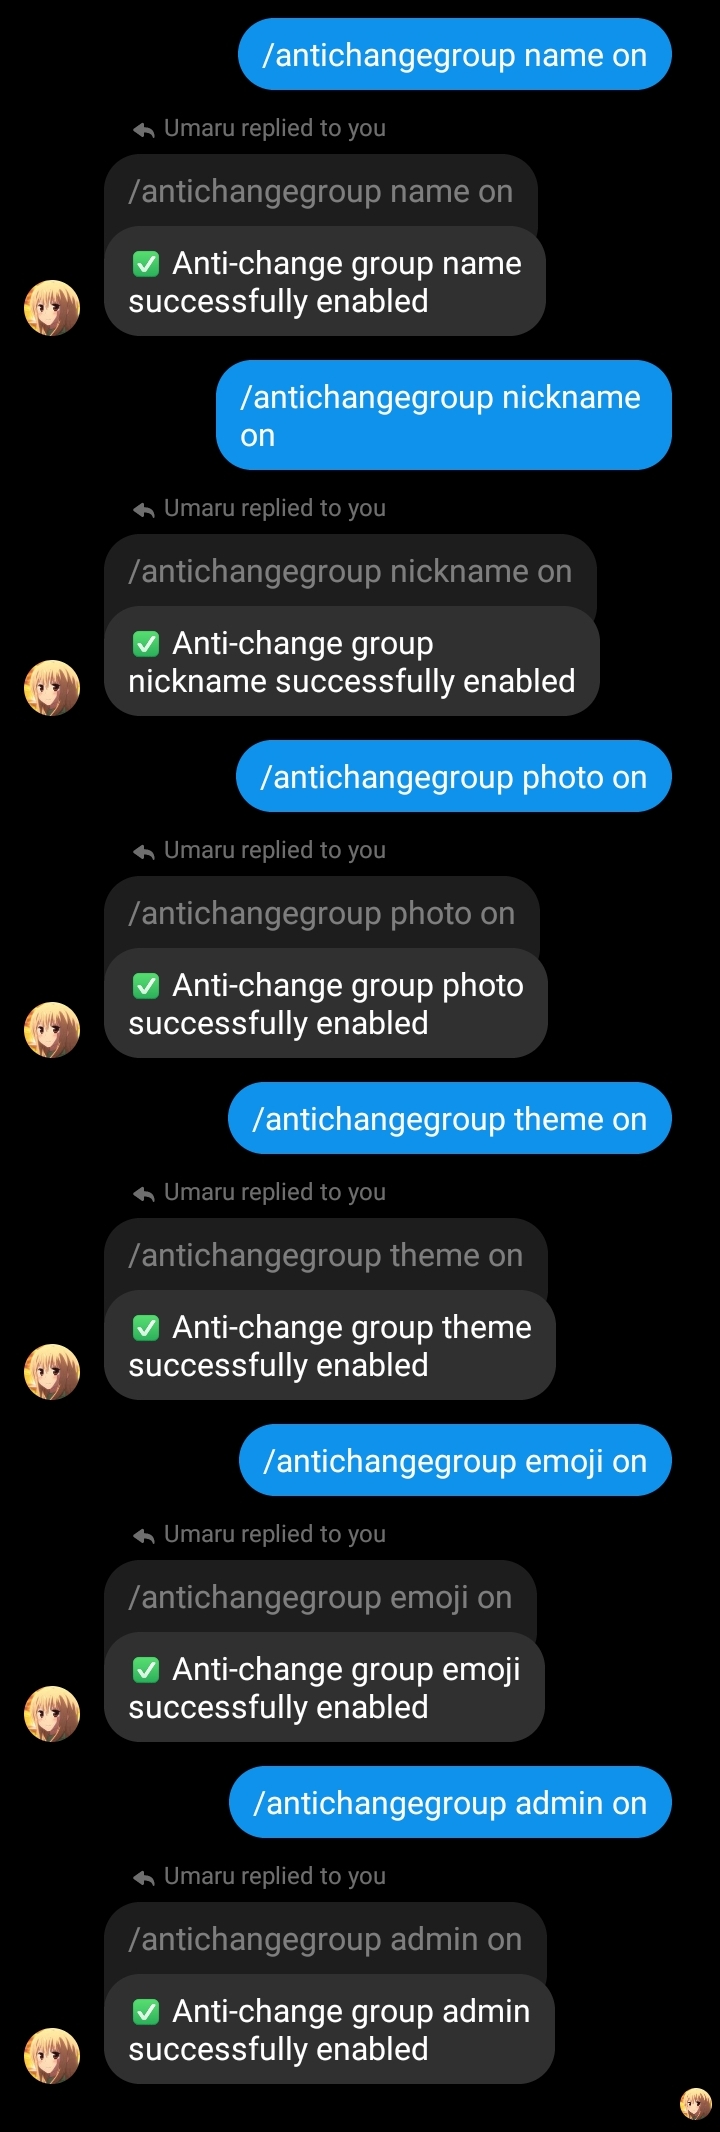 /antichangegroup name on
Umaru replied to you
/antichangegroup name on
✅ Anti-change group name
successfully enabled
/antichangegroup nickname
on
Umaru replied to you
/antichangegroup nickname on
✅ Anti-change group
nickname successfully enabled
/antichangegroup photo on
Umaru replied to you
/antichangegroup photo on
✅ Anti-change group photo
successfully enabled
/antichangegroup theme on
Umaru replied to you
/antichangegroup theme on
✅ Anti-change group theme
successfully enabled
/antichangegroup emoji on
Umaru replied to you
/antichangegroup emoji on
✅ Anti-change group emoji
successfully enabled
/antichangegroup admin on
Umaru replied to you
/antichangegroup admin on
✅ Anti-change group admin
successfully enabled